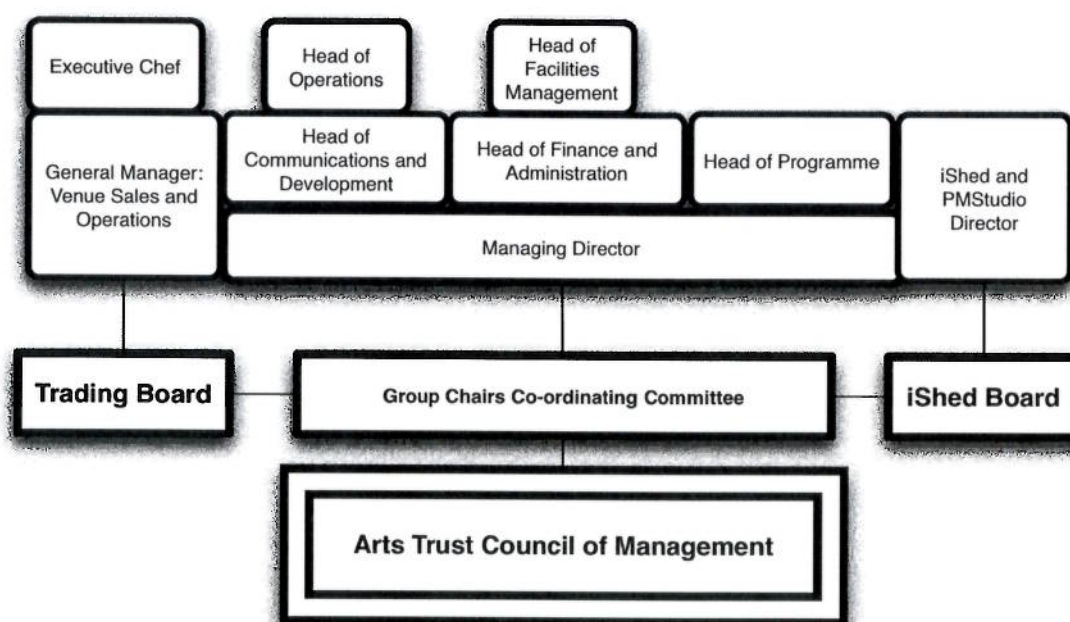 Executive Chef
Head of
Operations
Head of
Facilities
Management
General Manager:
Venue Sales and
Operations
Head of
Communications and
Development
Head of Finance and
Administration
Head of Programme
iShed and
PMStudio
Director
Managing Director
Trading Board
Group Chairs Co-ordinating Committee
iShed Board
Arts Trust Council of Management